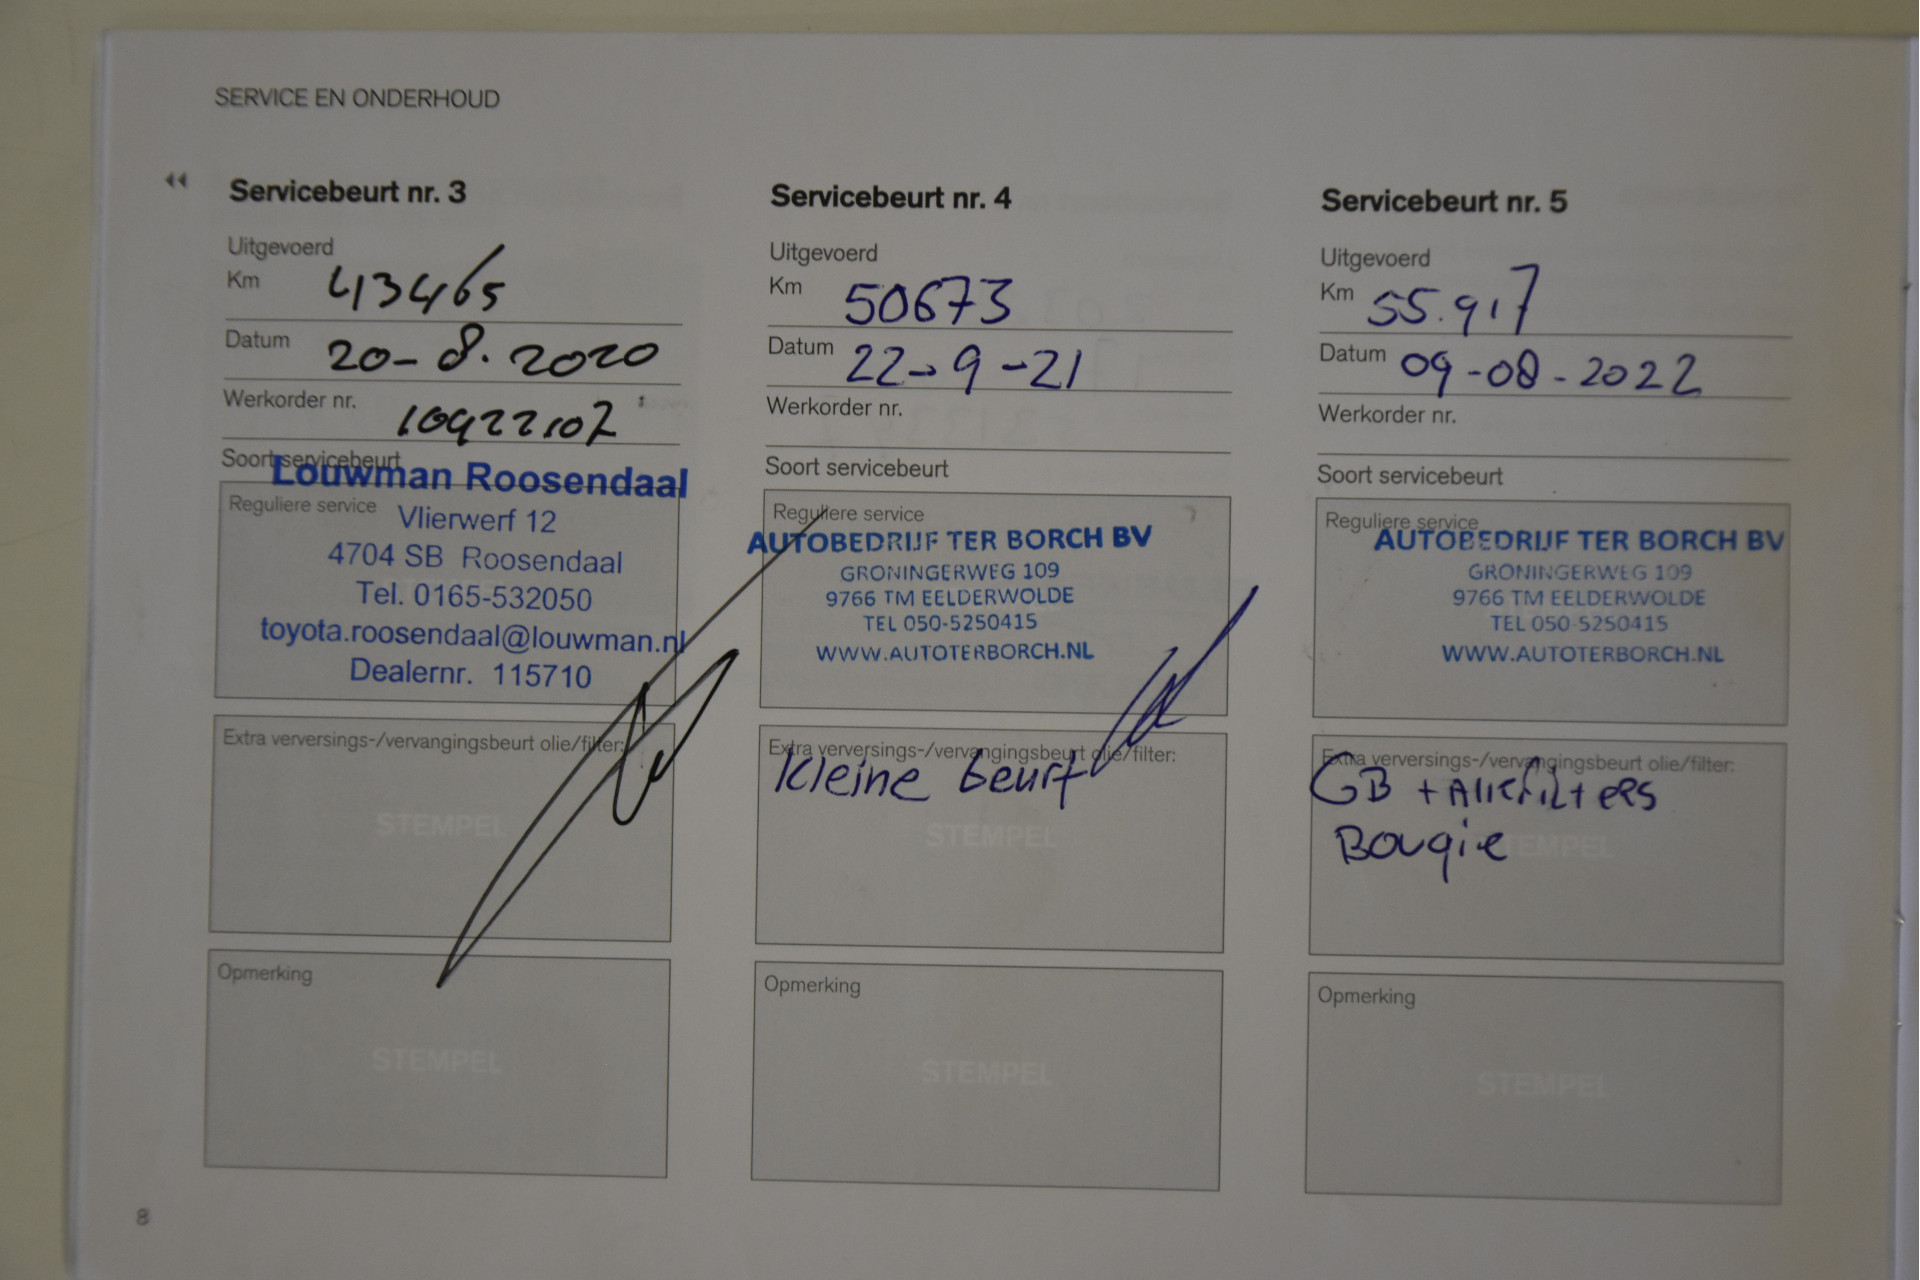 SERVICE EN ONDERHOUD
Servicebeurt nr. 3
Uitgevoerd
Km 43465
Datum 20-8-2020
Werkorder nr. 10922107
Soort servicebeurt
Louwman Roosendaal
Reguliere service
Vlierwerf 12
4704 SB Roosendaal
Tel. 0165-532050
toyota.roosendaal@louwman.nl
Dealernr. 115710
Extra verversings-/vervangingsbeurt olie/filter:
STEMPEL
Opmerking
STEMPEL
Servicebeurt nr. 4
Uitgevoerd
Km 50673
Datum 22-9-21
Werkorder nr.
Soort servicebeurt
Reguliere service
AUTOBEDRIJF TER BORCH BV
GRONINGERWEG 109
9766 TM EELDERWOLDE
TEL 050-5250415
WWW.AUTOTERBORCH.NL
Extra verversings-/vervangingsbeurt olie/filter:
Kleine beurt
STEMPEL
Opmerking
STEMPEL
Servicebeurt nr. 5
Uitgevoerd
Km 55.917
Datum 09-08-2022
Werkorder nr.
Soort servicebeurt
Reguliere service
AUTOBEDRIJF TER BORCH BV
GRONINGERWEG 109
9766 TM EELDERWOLDE
TEL 050-5250415
WWW.AUTOTERBORCH.NL
Extra verversings-/vervangingsbeurt olie/filter:
GB + Alle filters
Bougie
STEMPEL
Opmerking
STEMPEL
8